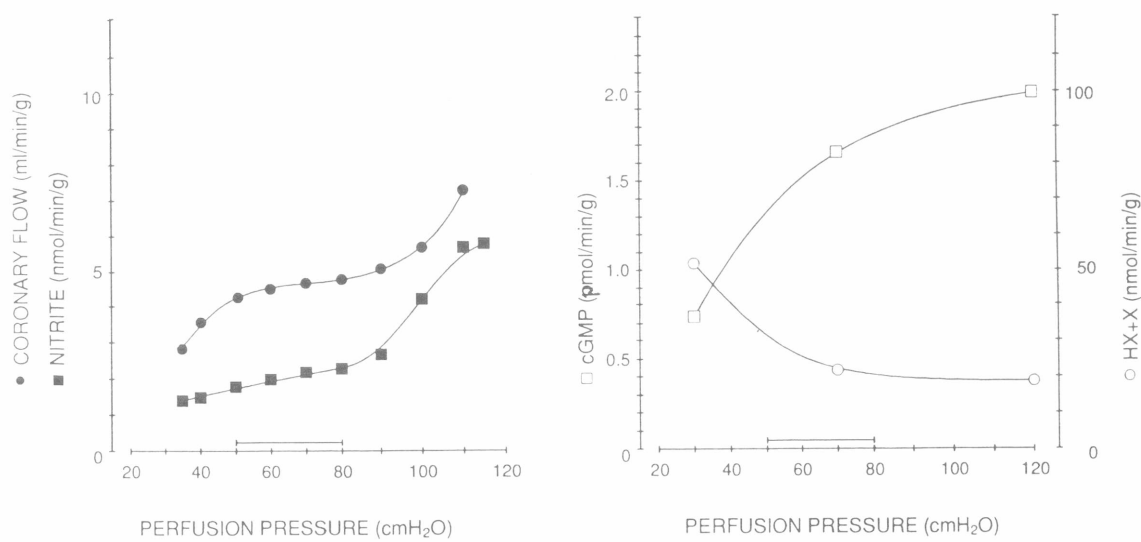 ● CORONARY FLOW (ml/min/g)
■ NITRITE (nmol/min/g)
10
5
0
20 40 60 80 100 120
PERFUSION PRESSURE (cmH₂O)
□ cGMP (pmol/min/g)
2.0
1.5
1.0
0.5
0
20 40 60 80 100 120
PERFUSION PRESSURE (cmH₂O)
100
50
0
○ HX+X (nmol/min/g)